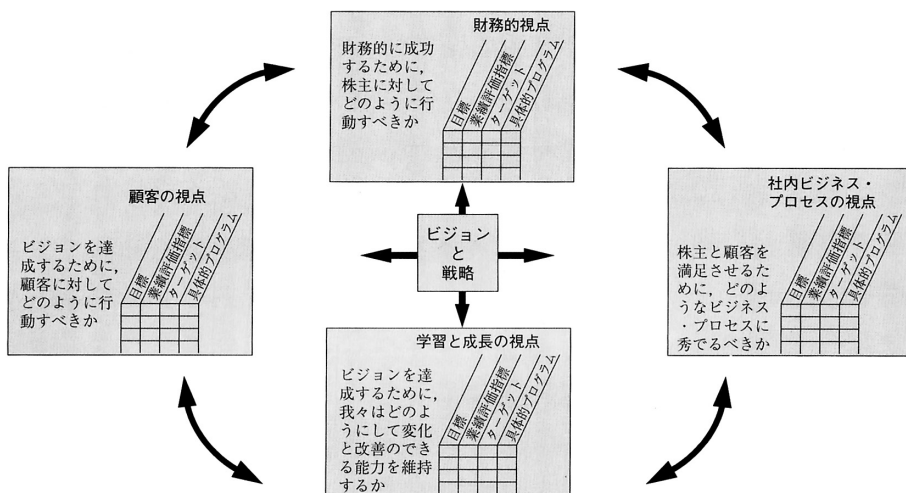 財務的視点
財務的に成功
するために,
株主に対して
どのように行
動すべきか
目標
業績評価指標
ターゲット
具体的プログラム
顧客の視点
ビジョンを達
成するために,
顧客に対して
どのように行
動すべきか
目標
業績評価指標
ターゲット
具体的プログラム
ビジョン
と
戦略
社内ビジネス・
プロセスの視点
株主と顧客を
満足させるた
めに,どのよ
うなビジネス
・プロセスに
秀でるべきか
目標
業績評価指標
ターゲット
具体的プログラム
学習と成長の視点
ビジョンを達
成するために,
我々はどのよ
うにして変化
と改善のでき
る能力を維持
するか
目標
業績評価指標
ターゲット
具体的プログラム